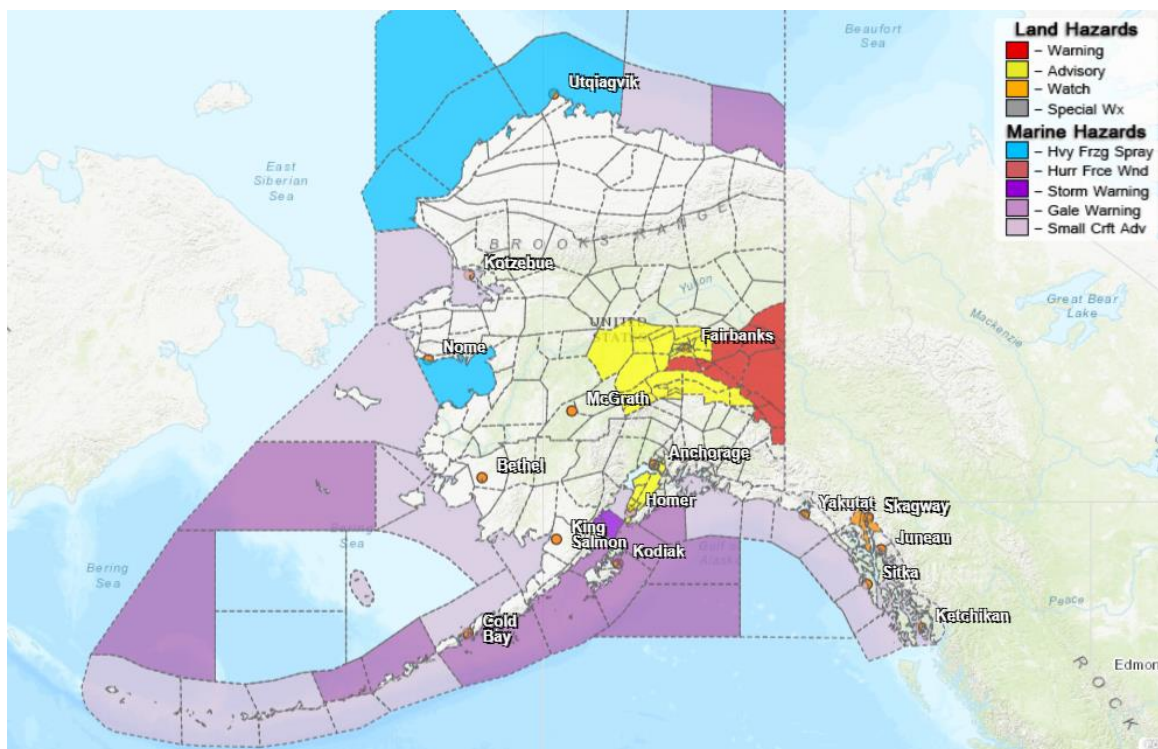 Beaufort
Sea
Land Hazards
– Warning
– Advisory
– Watch
– Special Wx
Marine Hazards
– Hvy Frzg Spray
– Hurr Frce Wnd
– Storm Warning
– Gale Warning
– Small Crft Adv
Utqiagvik
East
Siberian
Sea
BROOKS RANGE
Kotzebue
Yukon
Great Bear
Lake
Mackenzie
UNITED
STATES
Fairbanks
Nome
McGrath
Anchorage
Bethel
Homer
Yakutat
Skagway
King
Salmon
Kodiak
Juneau
Bering
Sea
Gulf of
Alaska
Bering
Sea
Sitka
Peace
Cold
Bay
Ketchikan
Edmon
ROCK